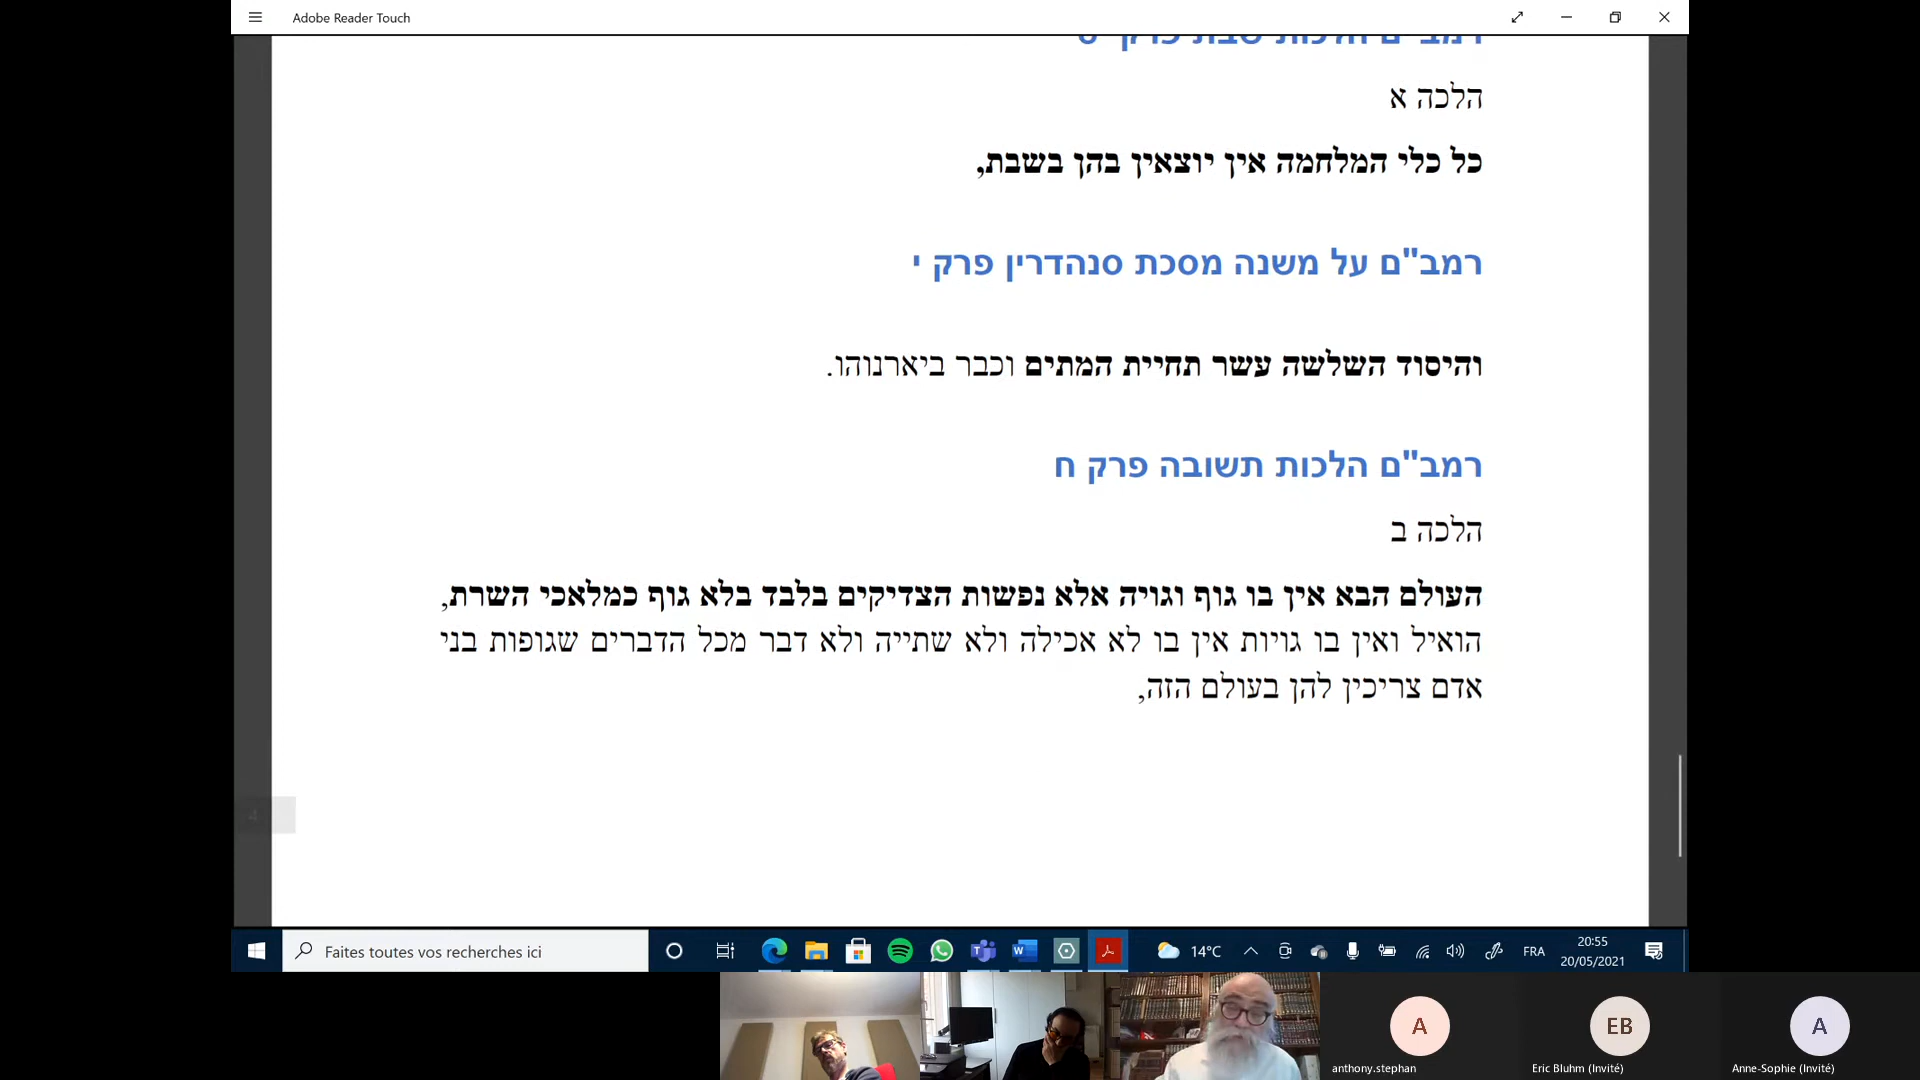 Adobe Reader Touch
הלכה א
כל כלי המלחמה אין יוצאין בהן בשבת,
רמב"ם על משנה מסכת סנהדרין פרק י
והיסוד השלשה עשר תחיית המתים וכבר ביארנוהו.
רמב"ם הלכות תשובה פרק ח
הלכה ב
העולם הבא אין בו גוף וגויה אלא נפשות הצדיקים בלבד בלא גוף כמלאכי השרת,
הואיל ואין בו גויות אין בו לא אכילה ולא שתייה ולא דבר מכל הדברים שגופות בני
אדם צריכין להן בעולם הזה,
4
Faites toutes vos recherches ici
14°C
FRA
20:55
20/05/2021
A
EB
A
anthony.stephan
Eric Bluhm (Invité)
Anne-Sophie (Invité)